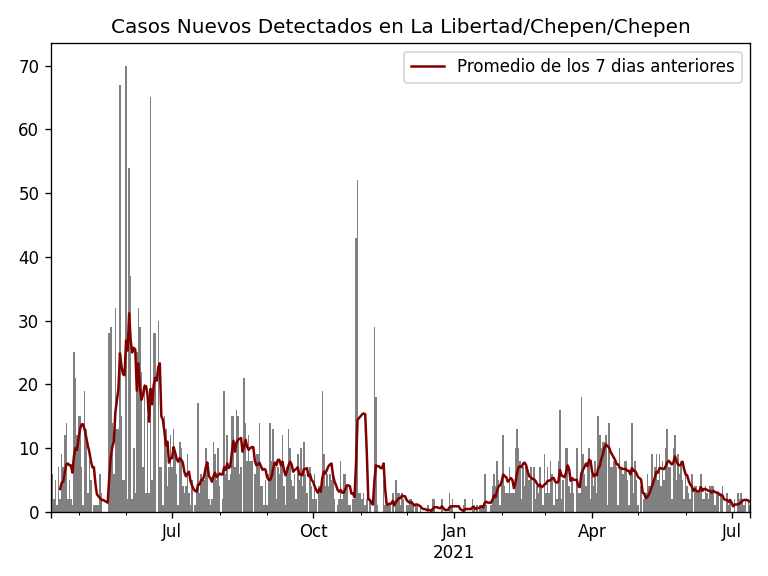 Casos Nuevos Detectados en La Libertad/Chepen/Chepen
Promedio de los 7 dias anteriores
70
60
50
40
30
20
10
0
Jul
Oct
Jan
2021
Apr
Jul